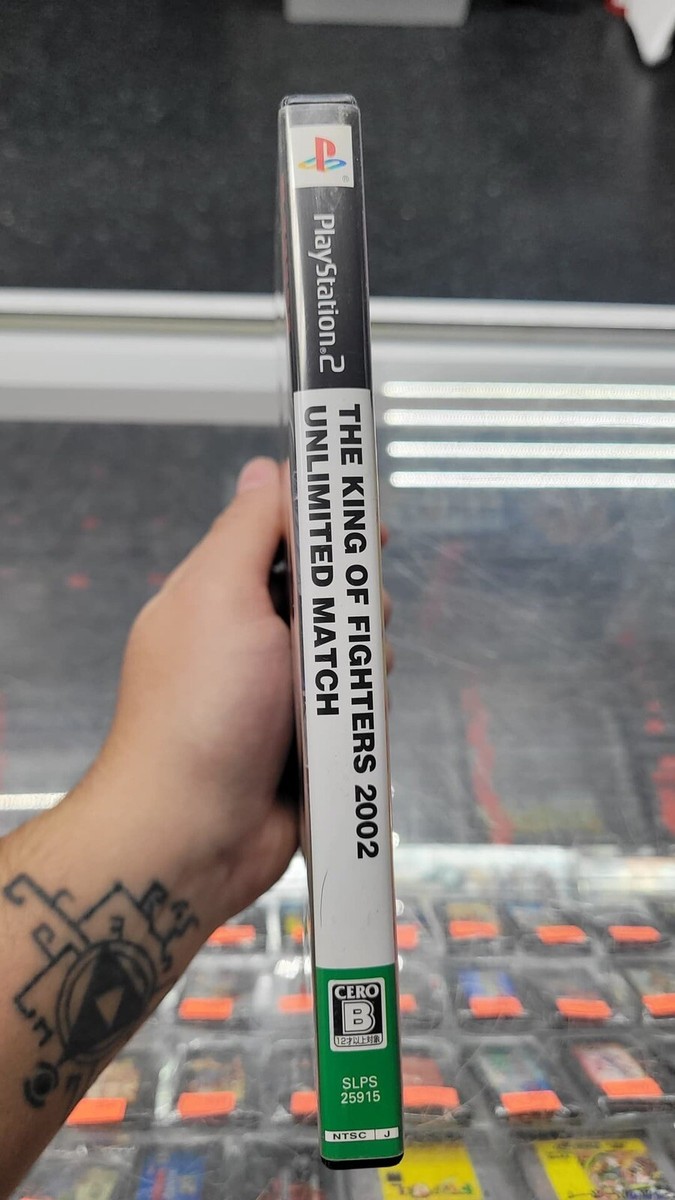 PlayStation®2
THE KING OF FIGHTERS 2002
UNLIMITED MATCH
CERO
B
12才以上対象
SLPS
25915
NTSC J